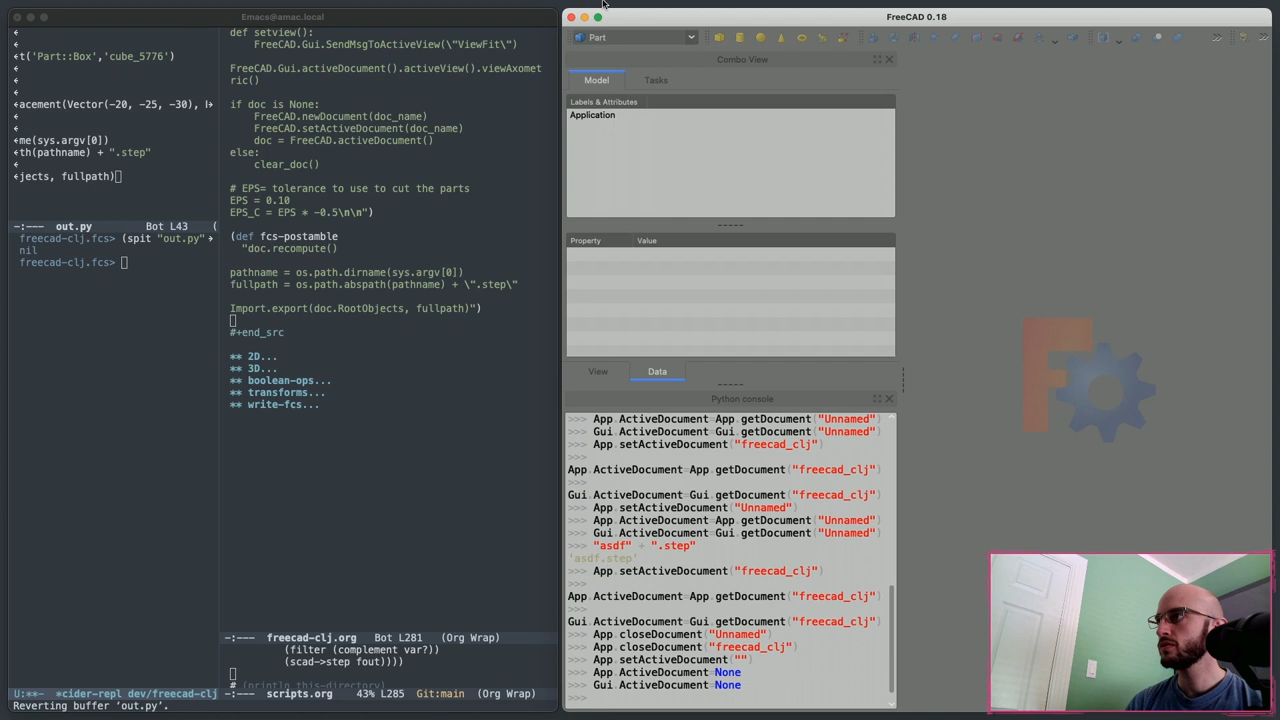 Emacs@amac.local
t('Part::Box','cube_5776')
acement(Vector(-20, -25, -30),
me(sys.argv[0])
th(pathname) + ".step"
jects, fullpath)
-:--- out.py Bot L43 (
freecad-clj.fcs> (spit "out.py"
nil
freecad-clj.fcs>
U:**- *cider-repl dev/freecad-clj
Reverting buffer ‘out.py’.
def setview():
FreeCAD.Gui.SendMsgToActiveView(\"ViewFit\")
FreeCAD.Gui.activeDocument().activeView().viewAxomet
ric()
if doc is None:
FreeCAD.newDocument(doc_name)
FreeCAD.setActiveDocument(doc_name)
doc = FreeCAD.activeDocument()
else:
clear_doc()
# EPS= tolerance to use to cut the parts
EPS = 0.10
EPS_C = EPS * -0.5\n\n")
(def fcs-postamble
"doc.recompute()
pathname = os.path.dirname(sys.argv[0])
fullpath = os.path.abspath(pathname) + \".step\"
Import.export(doc.RootObjects, fullpath)")
#+end_src
** 2D...
** 3D...
** boolean-ops...
** transforms...
** write-fcs...
-:--- freecad-clj.org Bot L281 (Org Wrap)
(filter (complement var?))
(scad->step fout))))
# (println this-directory)
-:--- scripts.org 43% L285 Git:main (Org Wrap)
FreeCAD 0.18
Part
Combo View
Model Tasks
Labels & Attributes
Application
Property Value
View Data
Python console
>>> App.ActiveDocument=App.getDocument("Unnamed")
>>> Gui.ActiveDocument=Gui.getDocument("Unnamed")
>>> App.setActiveDocument("freecad_clj")
>>>
App.ActiveDocument=App.getDocument("freecad_clj")
>>>
Gui.ActiveDocument=Gui.getDocument("freecad_clj")
>>> App.setActiveDocument("Unnamed")
>>> App.ActiveDocument=App.getDocument("Unnamed")
>>> Gui.ActiveDocument=Gui.getDocument("Unnamed")
>>> "asdf" + ".step"
'asdf.step'
>>> App.setActiveDocument("freecad_clj")
>>>
App.ActiveDocument=App.getDocument("freecad_clj")
>>>
Gui.ActiveDocument=Gui.getDocument("freecad_clj")
>>> App.closeDocument("Unnamed")
>>> App.closeDocument("freecad_clj")
>>> App.setActiveDocument("")
>>> App.ActiveDocument=None
>>> Gui.ActiveDocument=None
>>>